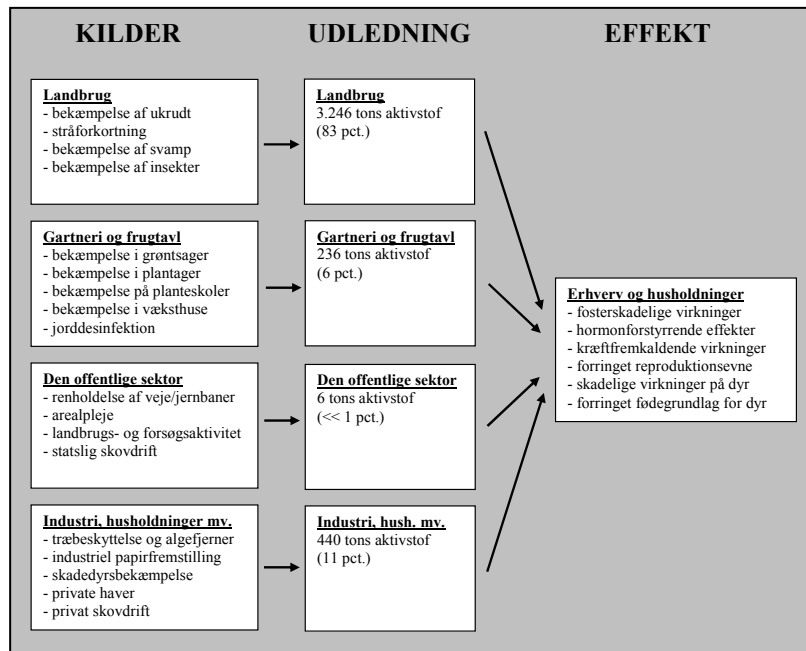 KILDER
UDLEDNING
EFFEKT
Landbrug
- bekæmpelse af ukrudt
- stråforkortning
- bekæmpelse af svamp
- bekæmpelse af insekter
Landbrug
3.246 tons aktivstof
(83 pct.)
Gartneri og frugtavl
- bekæmpelse i grøntsager
- bekæmpelse i plantager
- bekæmpelse på planteskoler
- bekæmpelse i væksthuse
- jorddesinfektion
Gartneri og frugtavl
236 tons aktivstof
(6 pct.)
Erhverv og husholdninger
- fosterskadelige virkninger
- hormonforstyrrende effekter
- kræftfremkaldende virkninger
- forringet reproduktionsevne
- skadelige virkninger på dyr
- forringet fødegrundlag for dyr
Den offentlige sektor
- renholdelse af veje/jernbaner
- arealpleje
- landbrugs- og forsøgsaktivitet
- statslig skovdrift
Den offentlige sektor
6 tons aktivstof
(<< 1 pct.)
Industri, husholdninger mv.
- træbeskyttelse og algefjerner
- industriel papirfremstilling
- skadedyrsbekæmpelse
- private haver
- privat skovdrift
Industri, hush. mv.
440 tons aktivstof
(11 pct.)